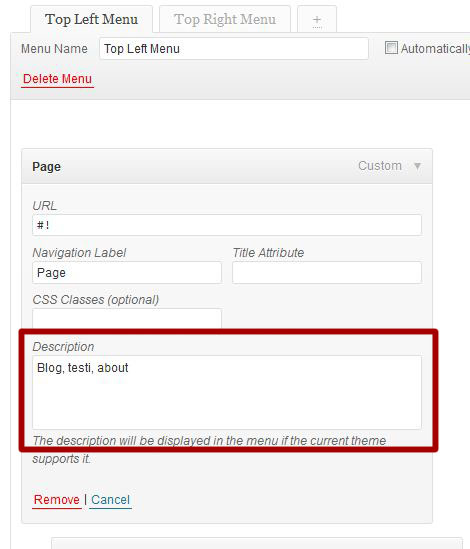 Top Left Menu Top Right Menu +
Menu Name Top Left Menu Automatically
Delete Menu
Page Custom
URL
#!
Navigation Label Title Attribute
Page
CSS Classes (optional)
Description
Blog, testi, about
The description will be displayed in the menu if the current theme
supports it.
Remove | Cancel